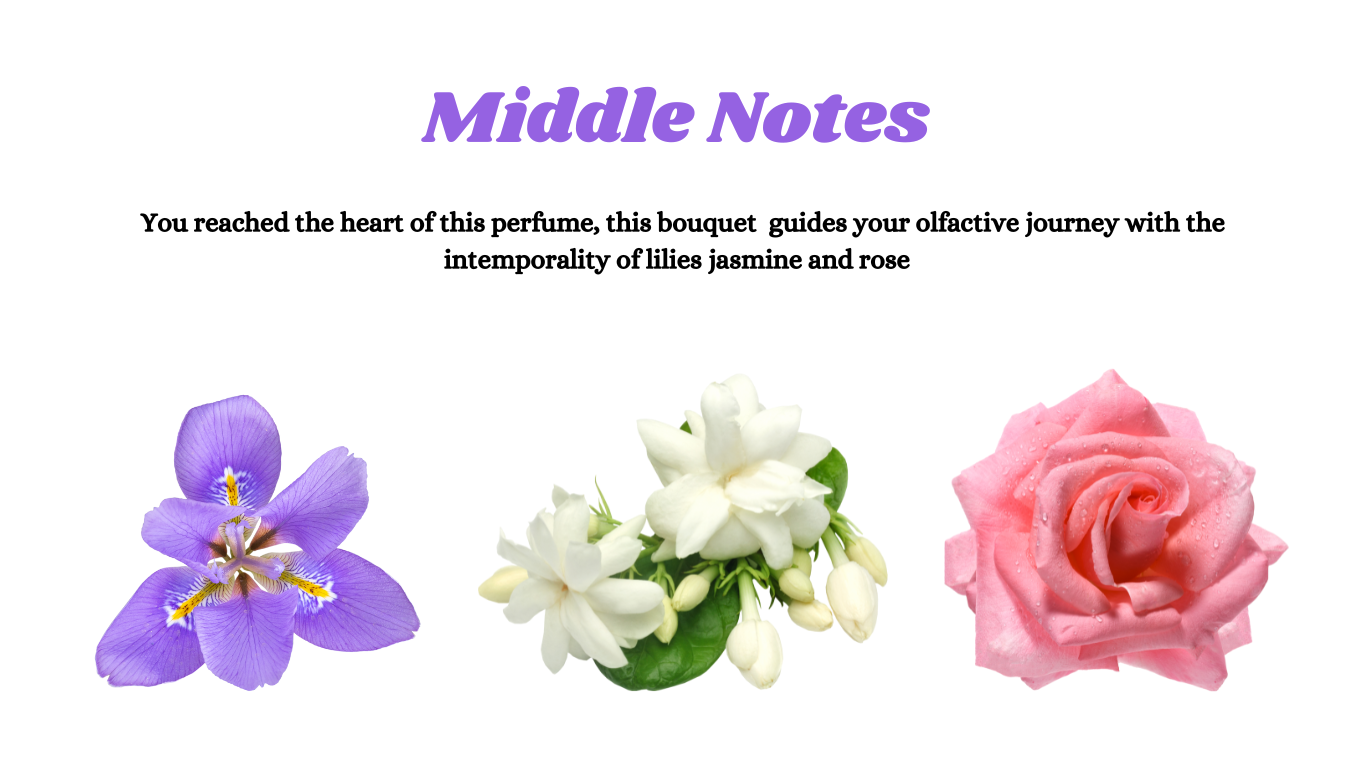 Middle Notes
You reached the heart of this perfume, this bouquet  guides your olfactive journey with the
intemporality of lilies jasmine and rose